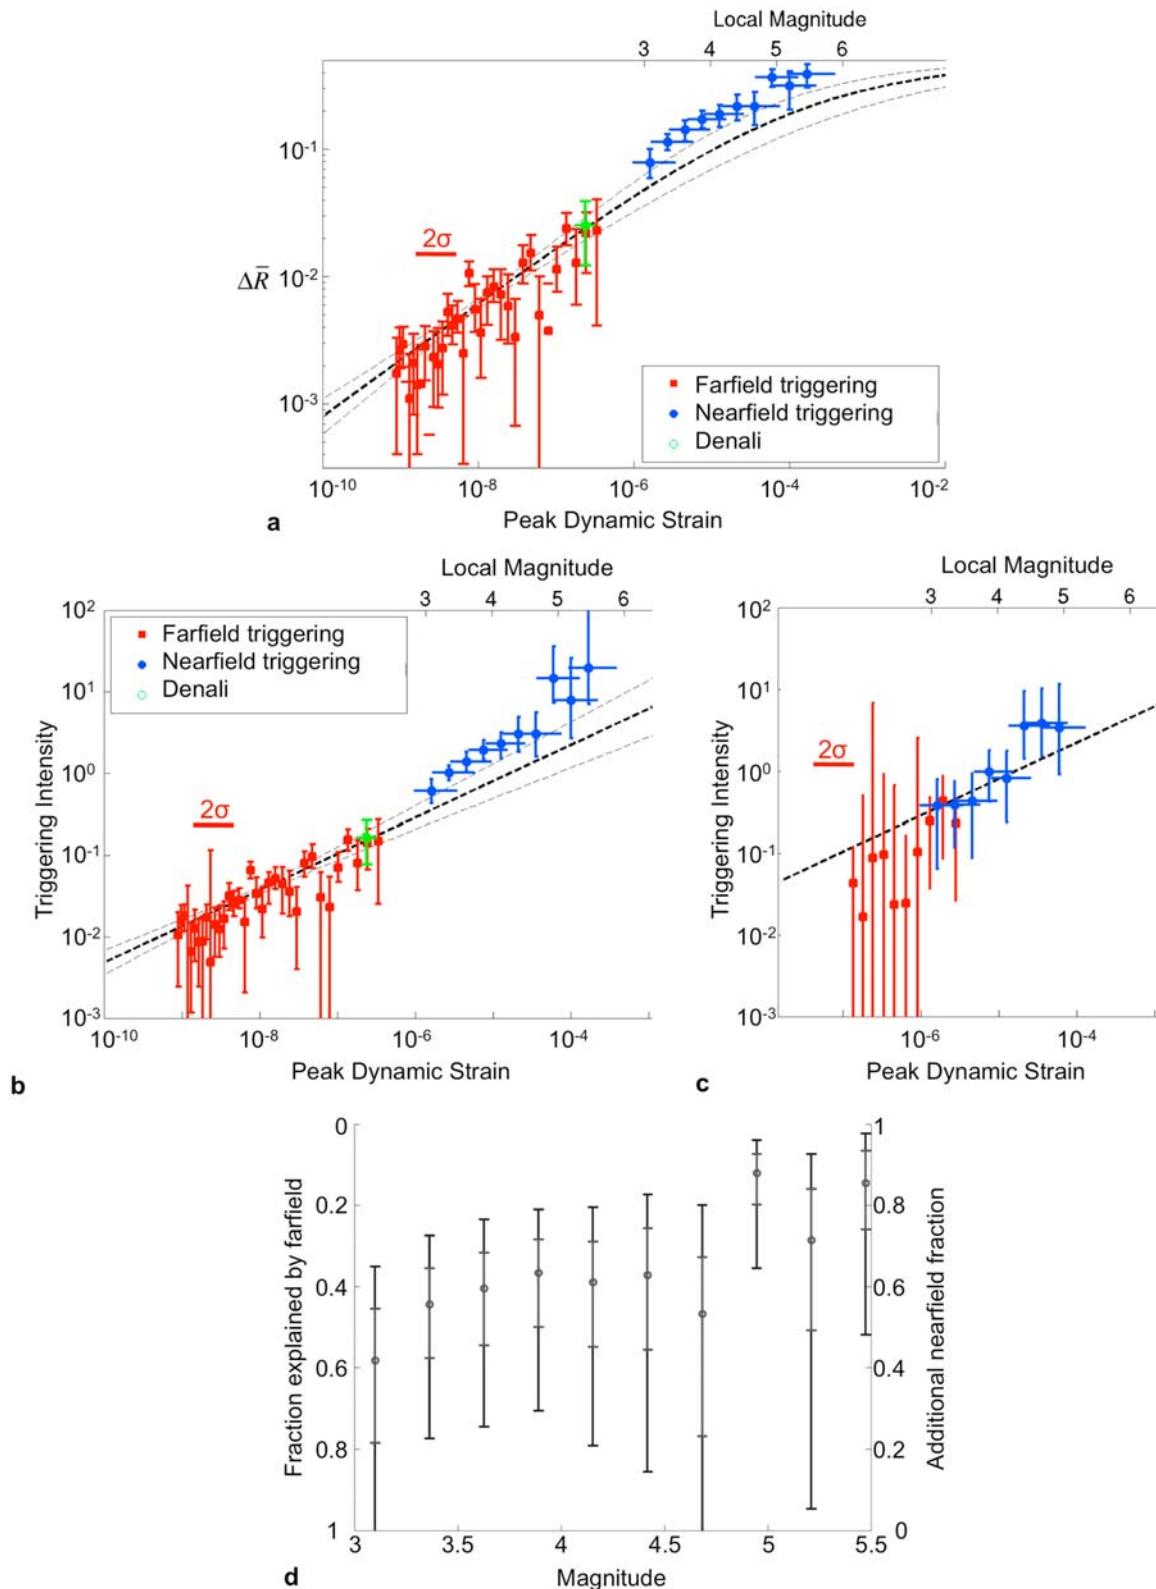 Local Magnitude
3 4 5 6
10-1
2σ
ΔR̄
10-2
10-3
Farfield triggering
Nearfield triggering
Denali
10-10 10-8 10-6 10-4 10-2
Peak Dynamic Strain
a
Local Magnitude
3 4 5 6
102
Farfield triggering
Nearfield triggering
Denali
101
100
2σ
10-1
10-2
10-3
Triggering Intensity
10-10 10-8 10-6 10-4
Peak Dynamic Strain
b
Local Magnitude
3 4 5 6
102
101
100
2σ
10-1
10-2
10-3
Triggering Intensity
10-6 10-4
Peak Dynamic Strain
c
0 1
0.2 0.8
0.4 0.6
0.6 0.4
0.8 0.2
1 0
Fraction explained by farfield
Additional nearfield fraction
3 3.5 4 4.5 5 5.5
Magnitude
d